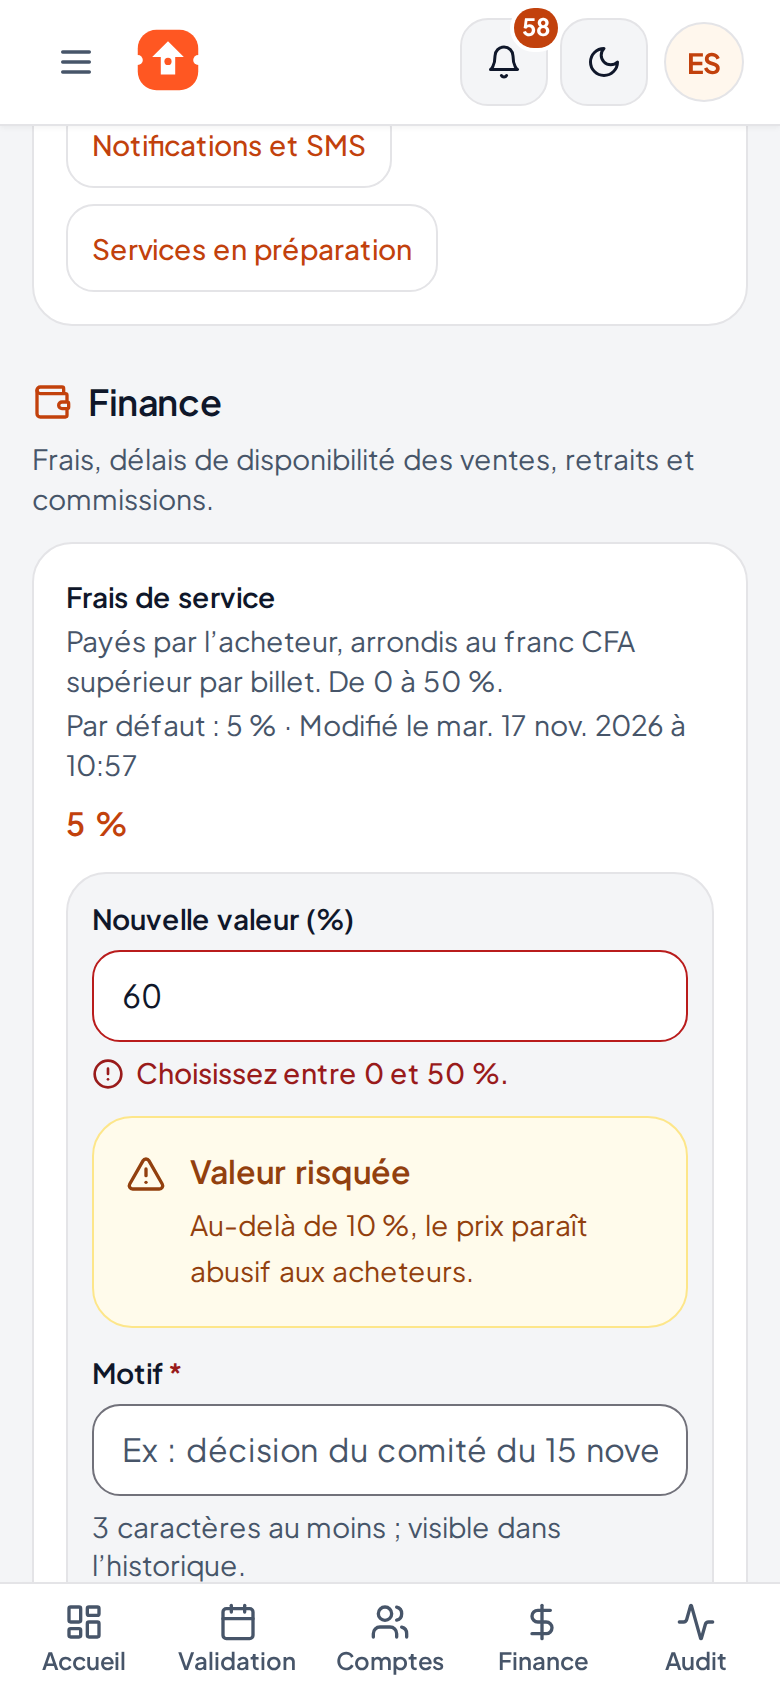 58
ES
Notifications et SMS
Services en préparation
Finance
Frais, délais de disponibilité des ventes, retraits et
commissions.
Frais de service
Payés par l’acheteur, arrondis au franc CFA
supérieur par billet. De 0 à 50 %.
Par défaut : 5 % · Modifié le mar. 17 nov. 2026 à
10:57
5 %
Nouvelle valeur (%)
60
Choisissez entre 0 et 50 %.
Valeur risquée
Au-delà de 10 %, le prix paraît
abusif aux acheteurs.
Motif *
Ex : décision du comité du 15 nove
3 caractères au moins ; visible dans
l’historique.
Accueil
Validation
Comptes
Finance
Audit